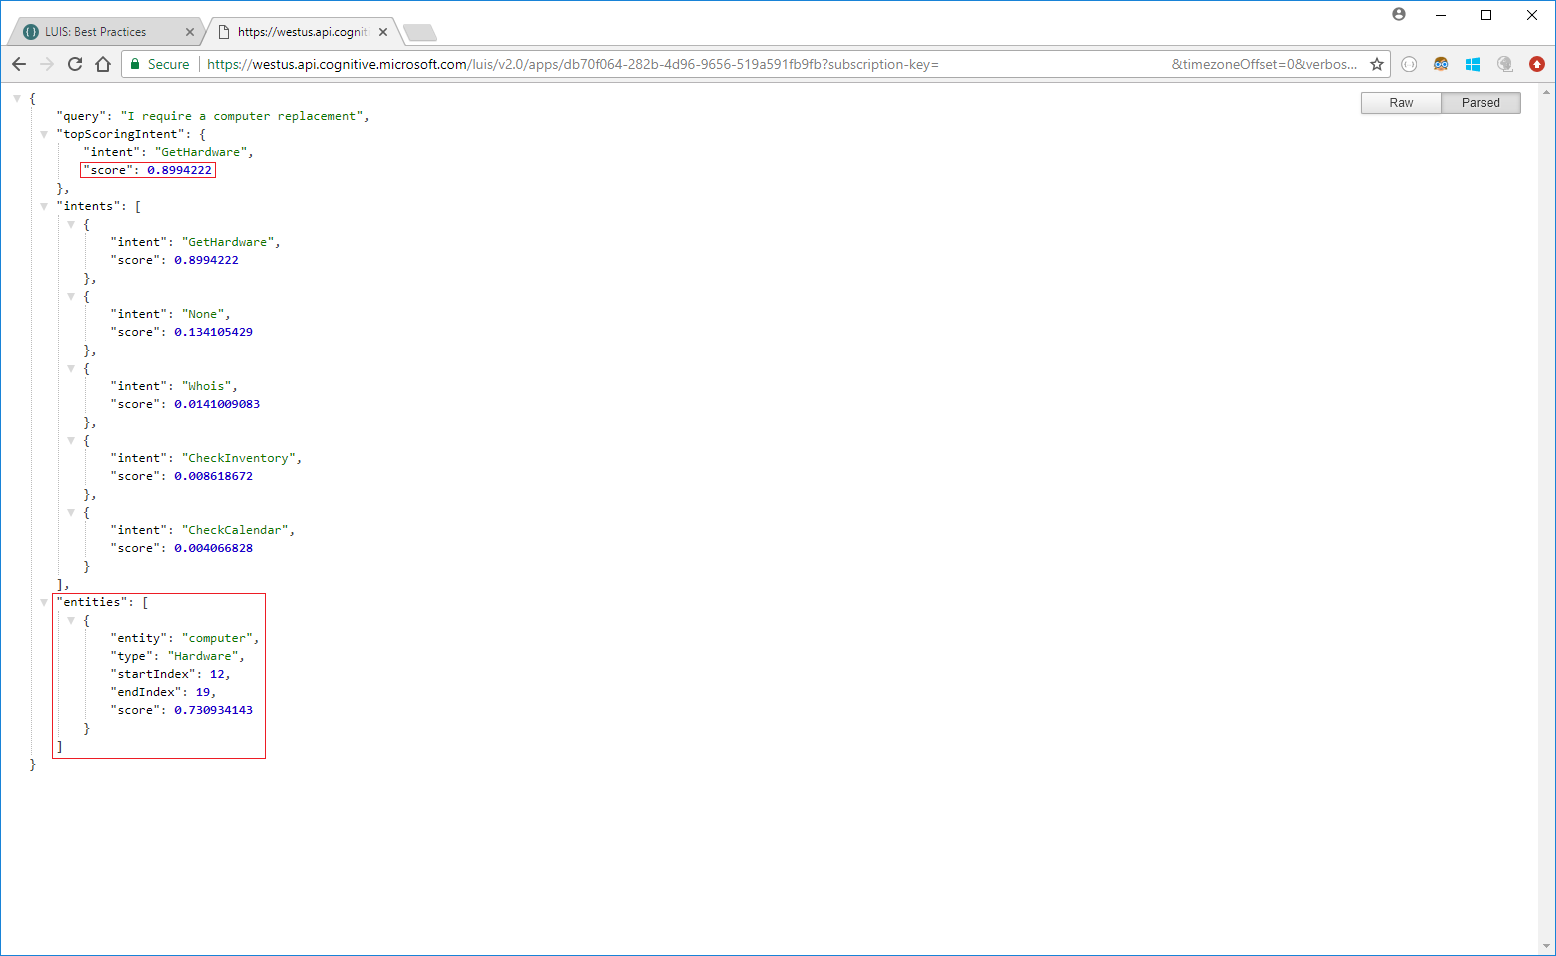 LUIS: Best Practices
https://westus.api.cognit
Secure
https://westus.api.cognitive.microsoft.com/luis/v2.0/apps/db70f064-282b-4d96-9656-519a591fb9fb?subscription-key= &timezoneOffset=0&verbos...
Raw Parsed
{
"query": "I require a computer replacement",
"topScoringIntent": {
"intent": "GetHardware",
"score": 0.8994222
},
"intents": [
{
"intent": "GetHardware",
"score": 0.8994222
},
{
"intent": "None",
"score": 0.134105429
},
{
"intent": "Whois",
"score": 0.0141009083
},
{
"intent": "CheckInventory",
"score": 0.008618672
},
{
"intent": "CheckCalendar",
"score": 0.004066828
}
],
"entities": [
{
"entity": "computer",
"type": "Hardware",
"startIndex": 12,
"endIndex": 19,
"score": 0.730934143
}
]
}